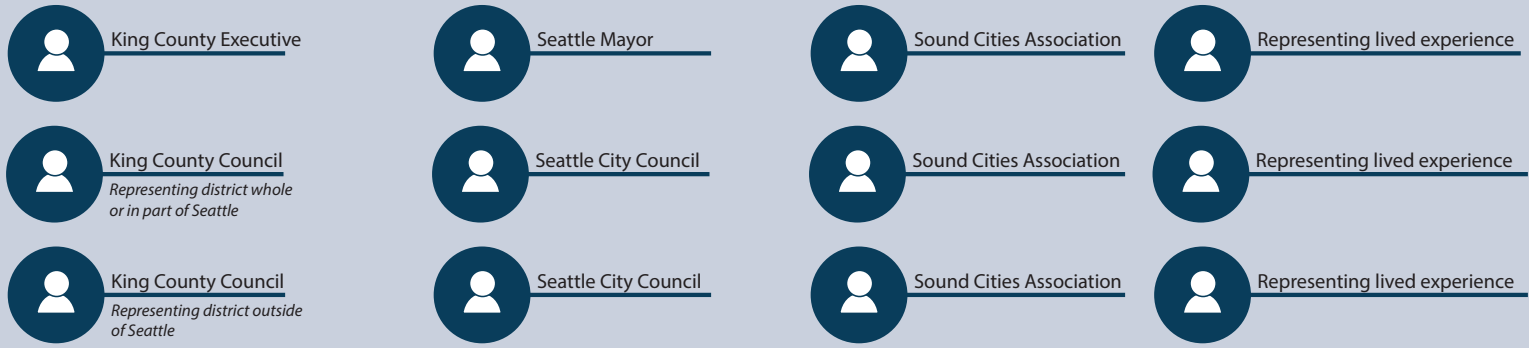 King County Executive
Seattle Mayor
Sound Cities Association
Representing lived experience
King County Council
Representing district whole
or in part of Seattle
Seattle City Council
Sound Cities Association
Representing lived experience
King County Council
Representing district outside
of Seattle
Seattle City Council
Sound Cities Association
Representing lived experience